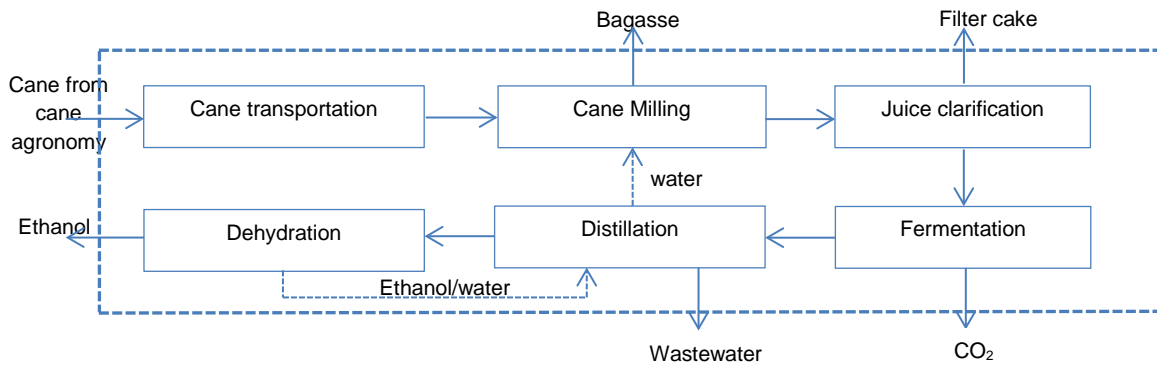 Bagasse
Filter cake
Cane from
cane
agronomy
Cane transportation
Cane Milling
Juice clarification
water
Ethanol
Dehydration
Distillation
Fermentation
Ethanol/water
Wastewater
CO₂